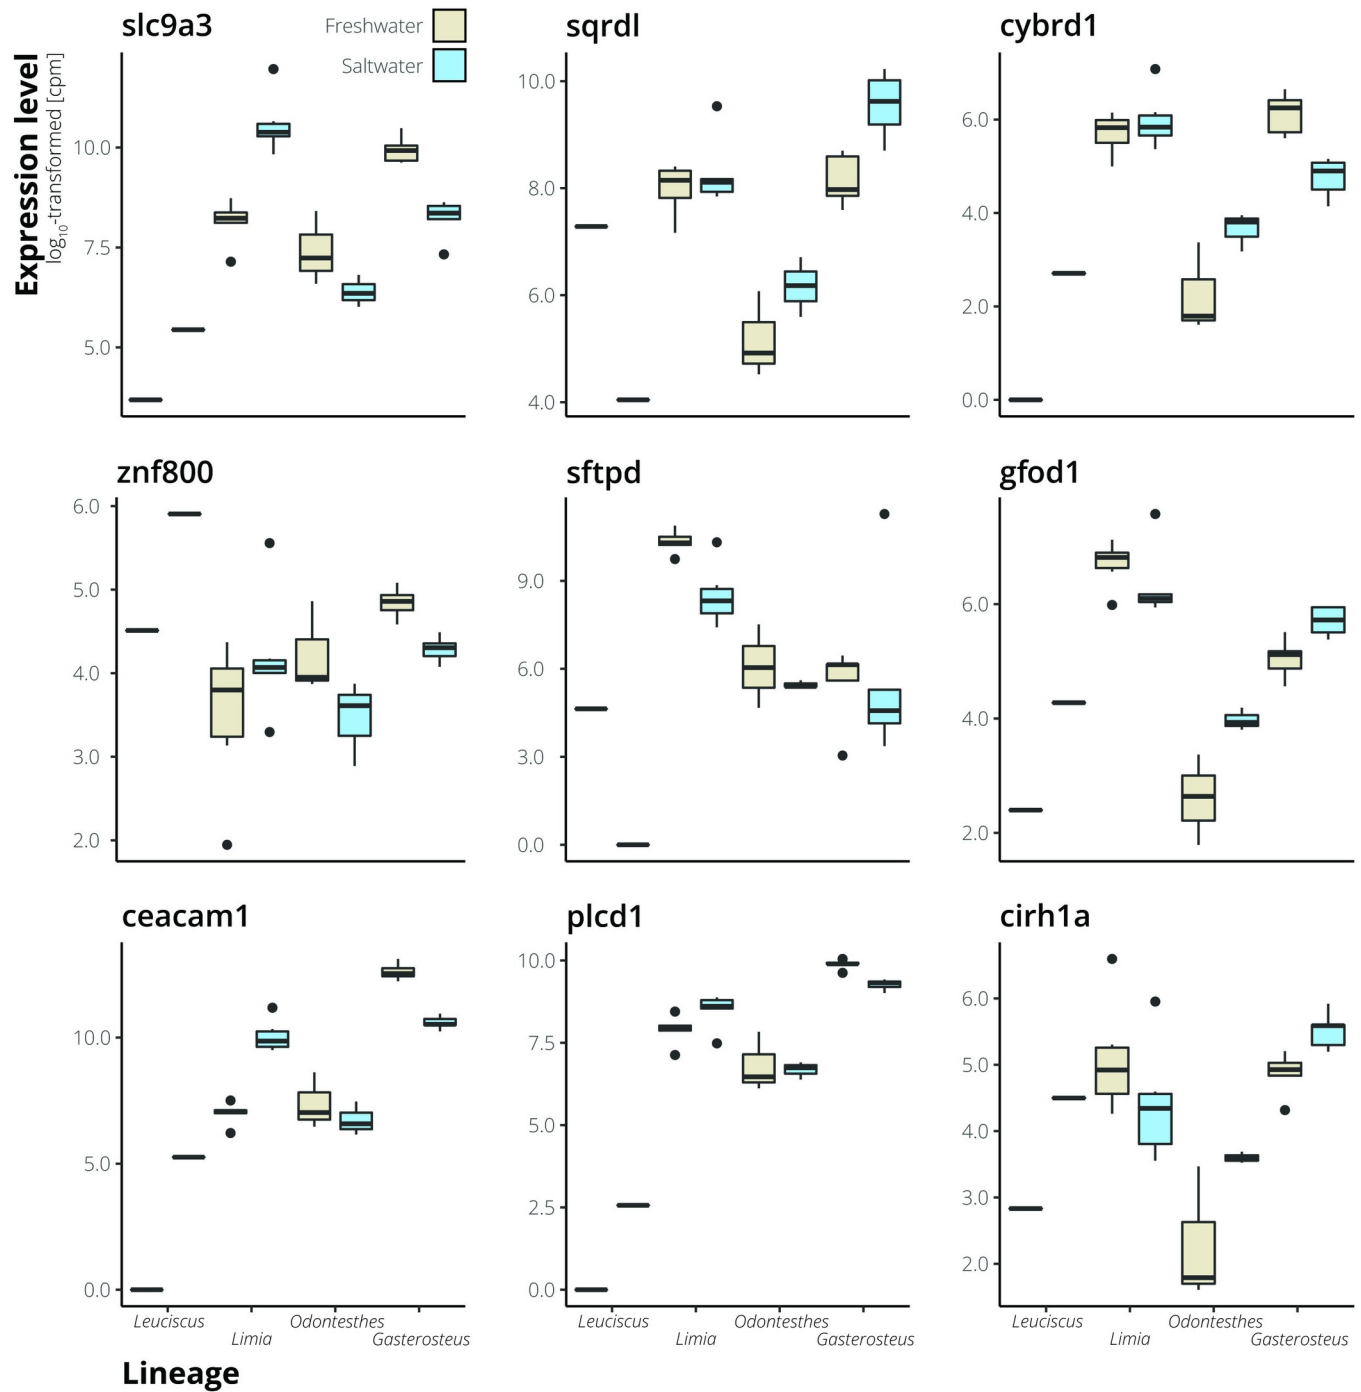 slc9a3
Freshwater
Saltwater
sqrdl
cybrd1
Expression level
log10-transformed [cpm]
10.0
7.5
5.0
10.0
8.0
6.0
4.0
6.0
4.0
2.0
0.0
znf800
sftpd
gfod1
6.0
5.0
4.0
3.0
2.0
9.0
6.0
3.0
0.0
6.0
4.0
2.0
ceacam1
plcd1
cirh1a
10.0
5.0
0.0
10.0
7.5
5.0
2.5
0.0
6.0
5.0
4.0
3.0
2.0
Leuciscus
Limia
Odontesthes
Gasterosteus
Leuciscus
Limia
Odontesthes
Gasterosteus
Leuciscus
Limia
Odontesthes
Gasterosteus
Lineage